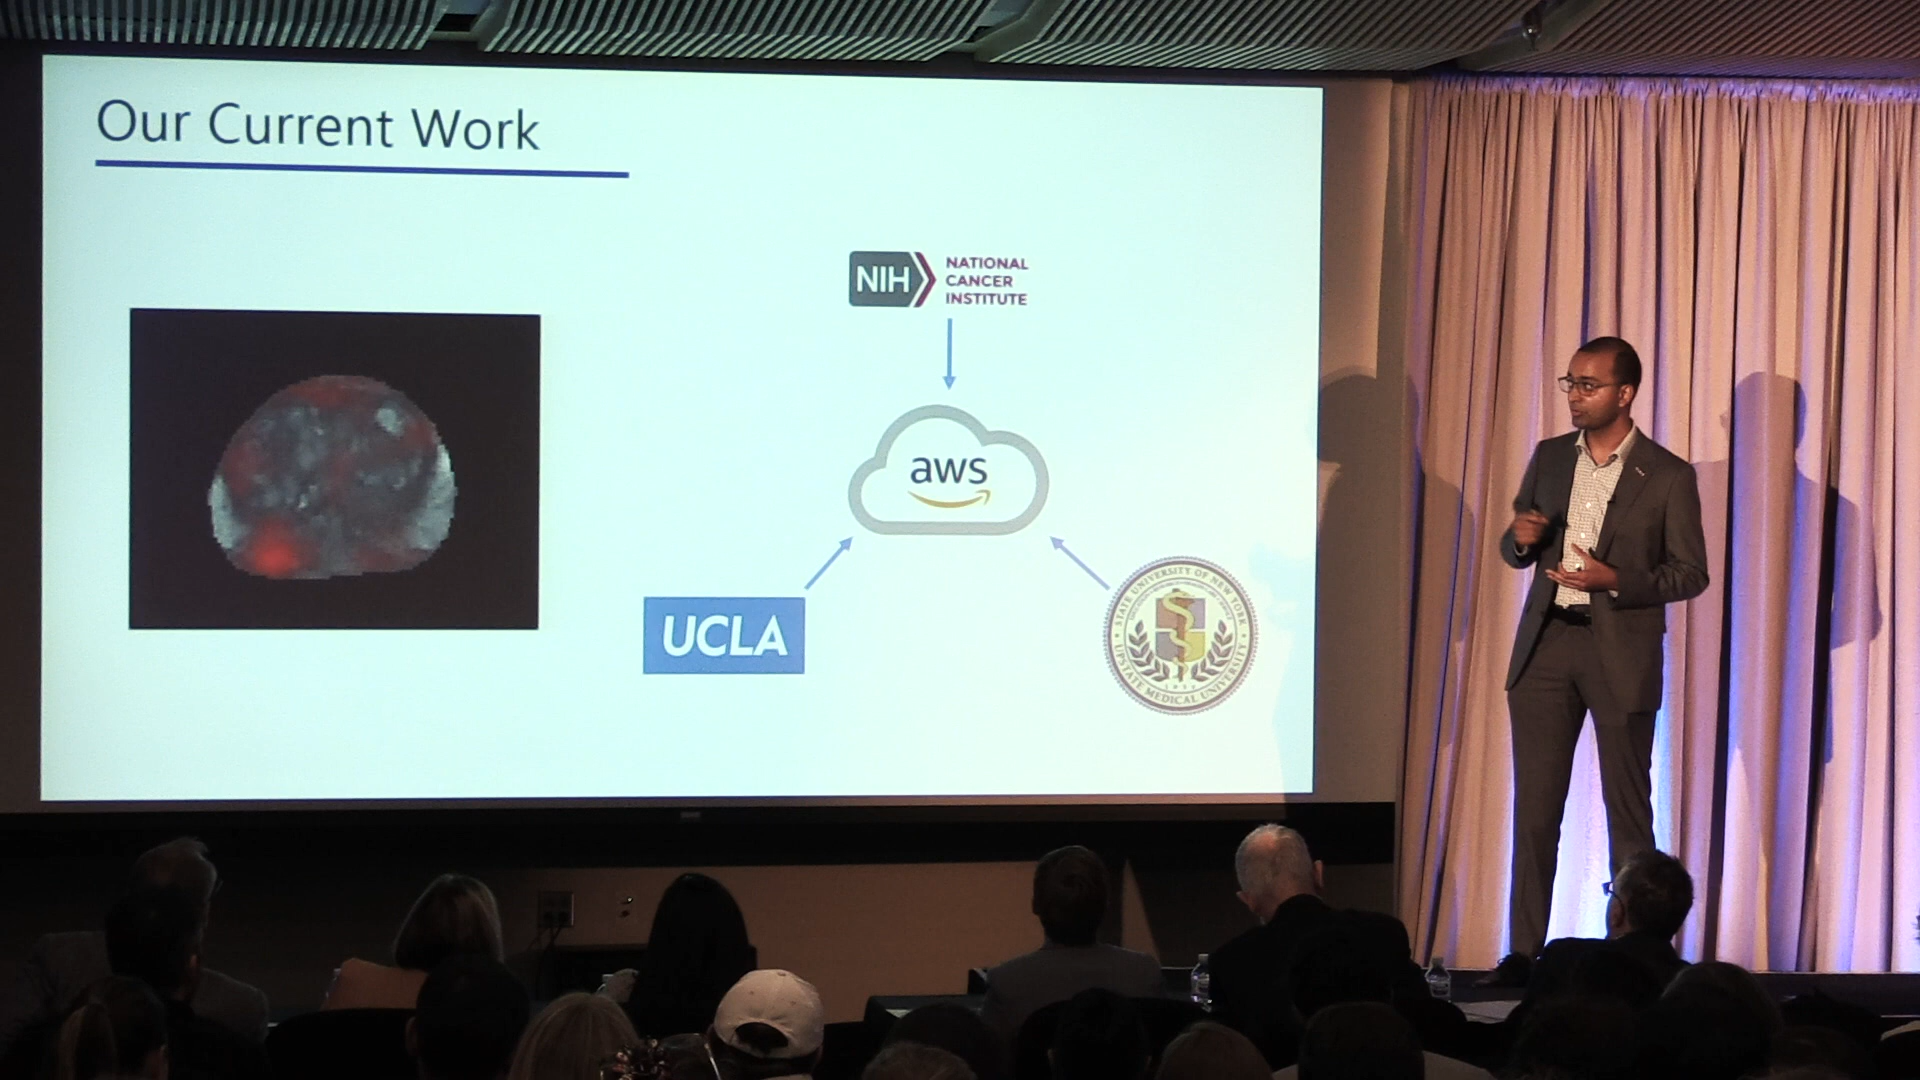 Our Current Work
NIH
NATIONAL
CANCER
INSTITUTE
aws
UCLA
STATE UNIVERSITY OF NEW YORK
UPSTATE MEDICAL UNIVERSITY